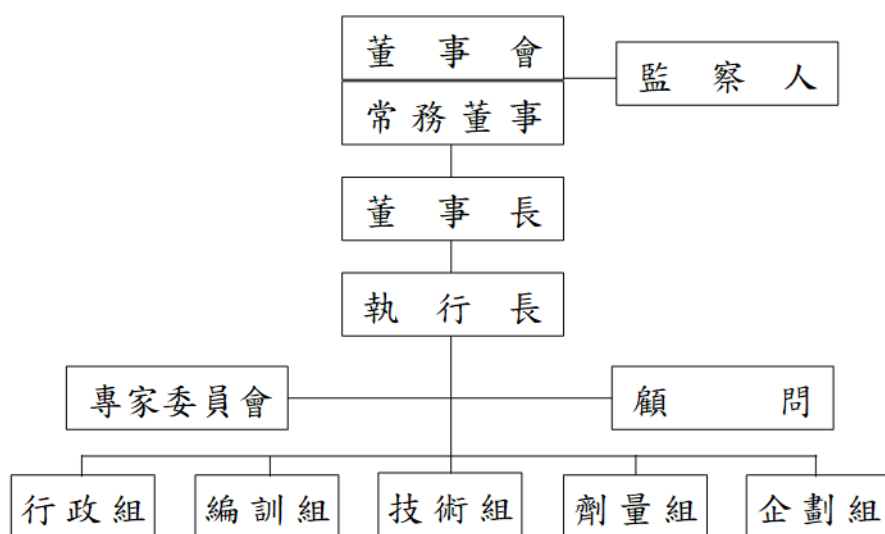 董事會
監察人
常務董事
董事長
執行長
專家委員會
顧問
行政組
編訓組
技術組
劑量組
企劃組